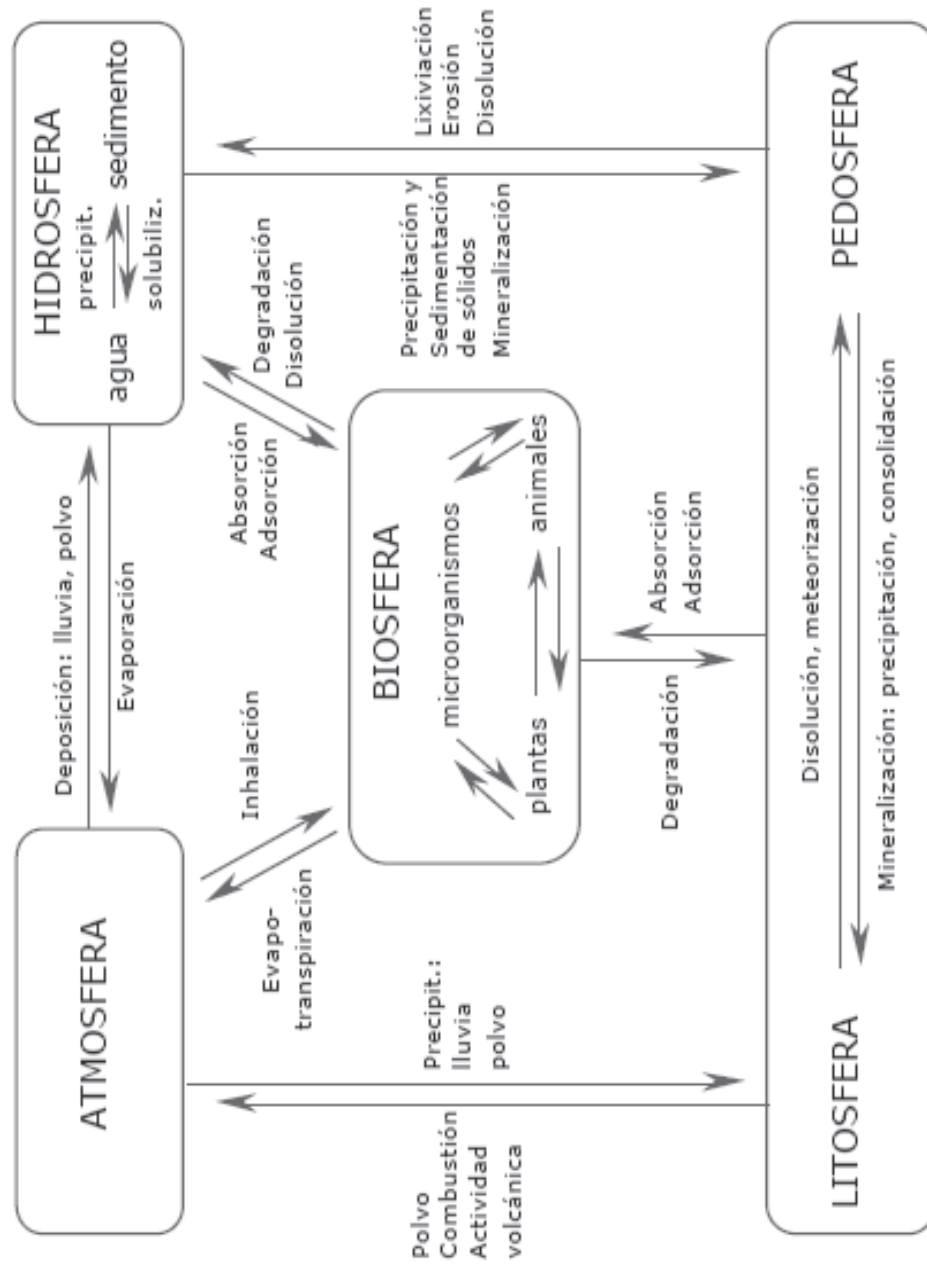 ATMOSFERA
Deposición: lluvia, polvo
Evaporación
HIDROSFERA
precipit.
agua
sedimento
solubiliz.
Evapo-
transpiración
Inhalación
Absorción
Adsorción
Degradación
Disolución
Polvo
Combustión
Actividad
volcánica
Precipit.:
lluvia
polvo
BIOSFERA
microorganismos
plantas
animales
Precipitación y
Sedimentación
de sólidos
Mineralización
Lixiviación
Erosión
Disolución
Degradación
Absorción
Adsorción
LITOSFERA
Disolución, meteorización
Mineralización: precipitación, consolidación
PEDOSFERA